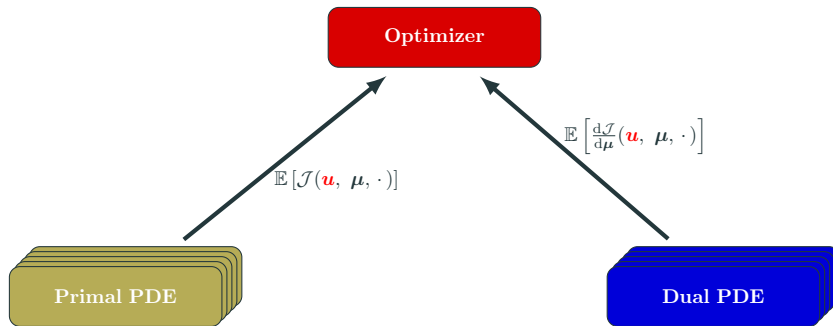 Optimizer
𝔼 [d𝒥/d𝝁 (𝒖, 𝝁, ·)]
𝔼 [𝒥(𝒖, 𝝁, ·)]
Primal PDE
Dual PDE